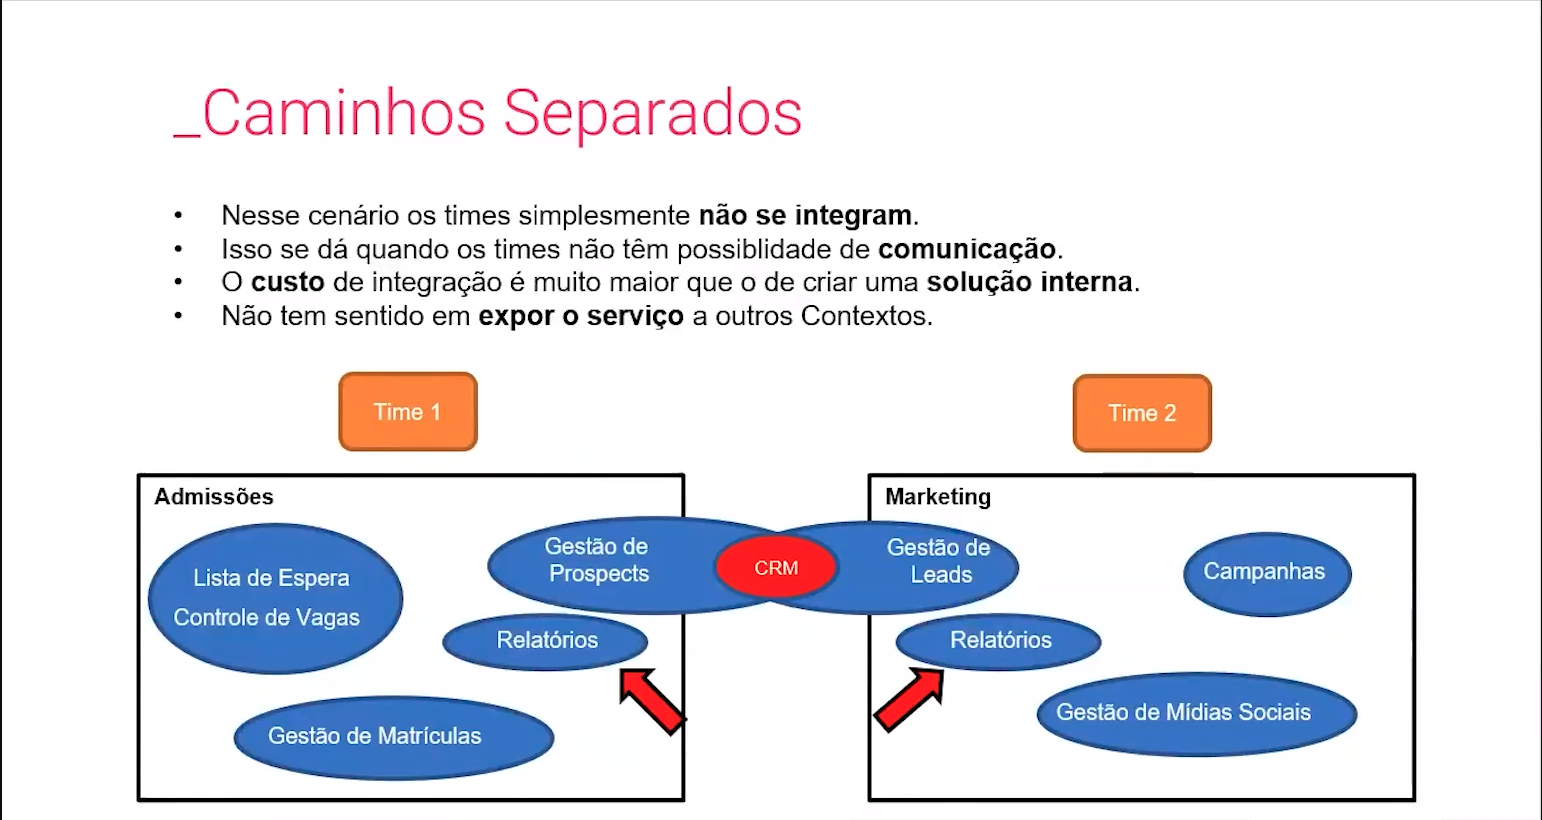 _Caminhos Separados
• Nesse cenário os times simplesmente não se integram.
• Isso se dá quando os times não têm possiblidade de comunicação.
• O custo de integração é muito maior que o de criar uma solução interna.
• Não tem sentido em expor o serviço a outros Contextos.
Time 1
Time 2
Admissões
Lista de Espera
Controle de Vagas
Gestão de
Prospects
Relatórios
Gestão de Matrículas
CRM
Marketing
Gestão de
Leads
Campanhas
Relatórios
Gestão de Mídias Sociais